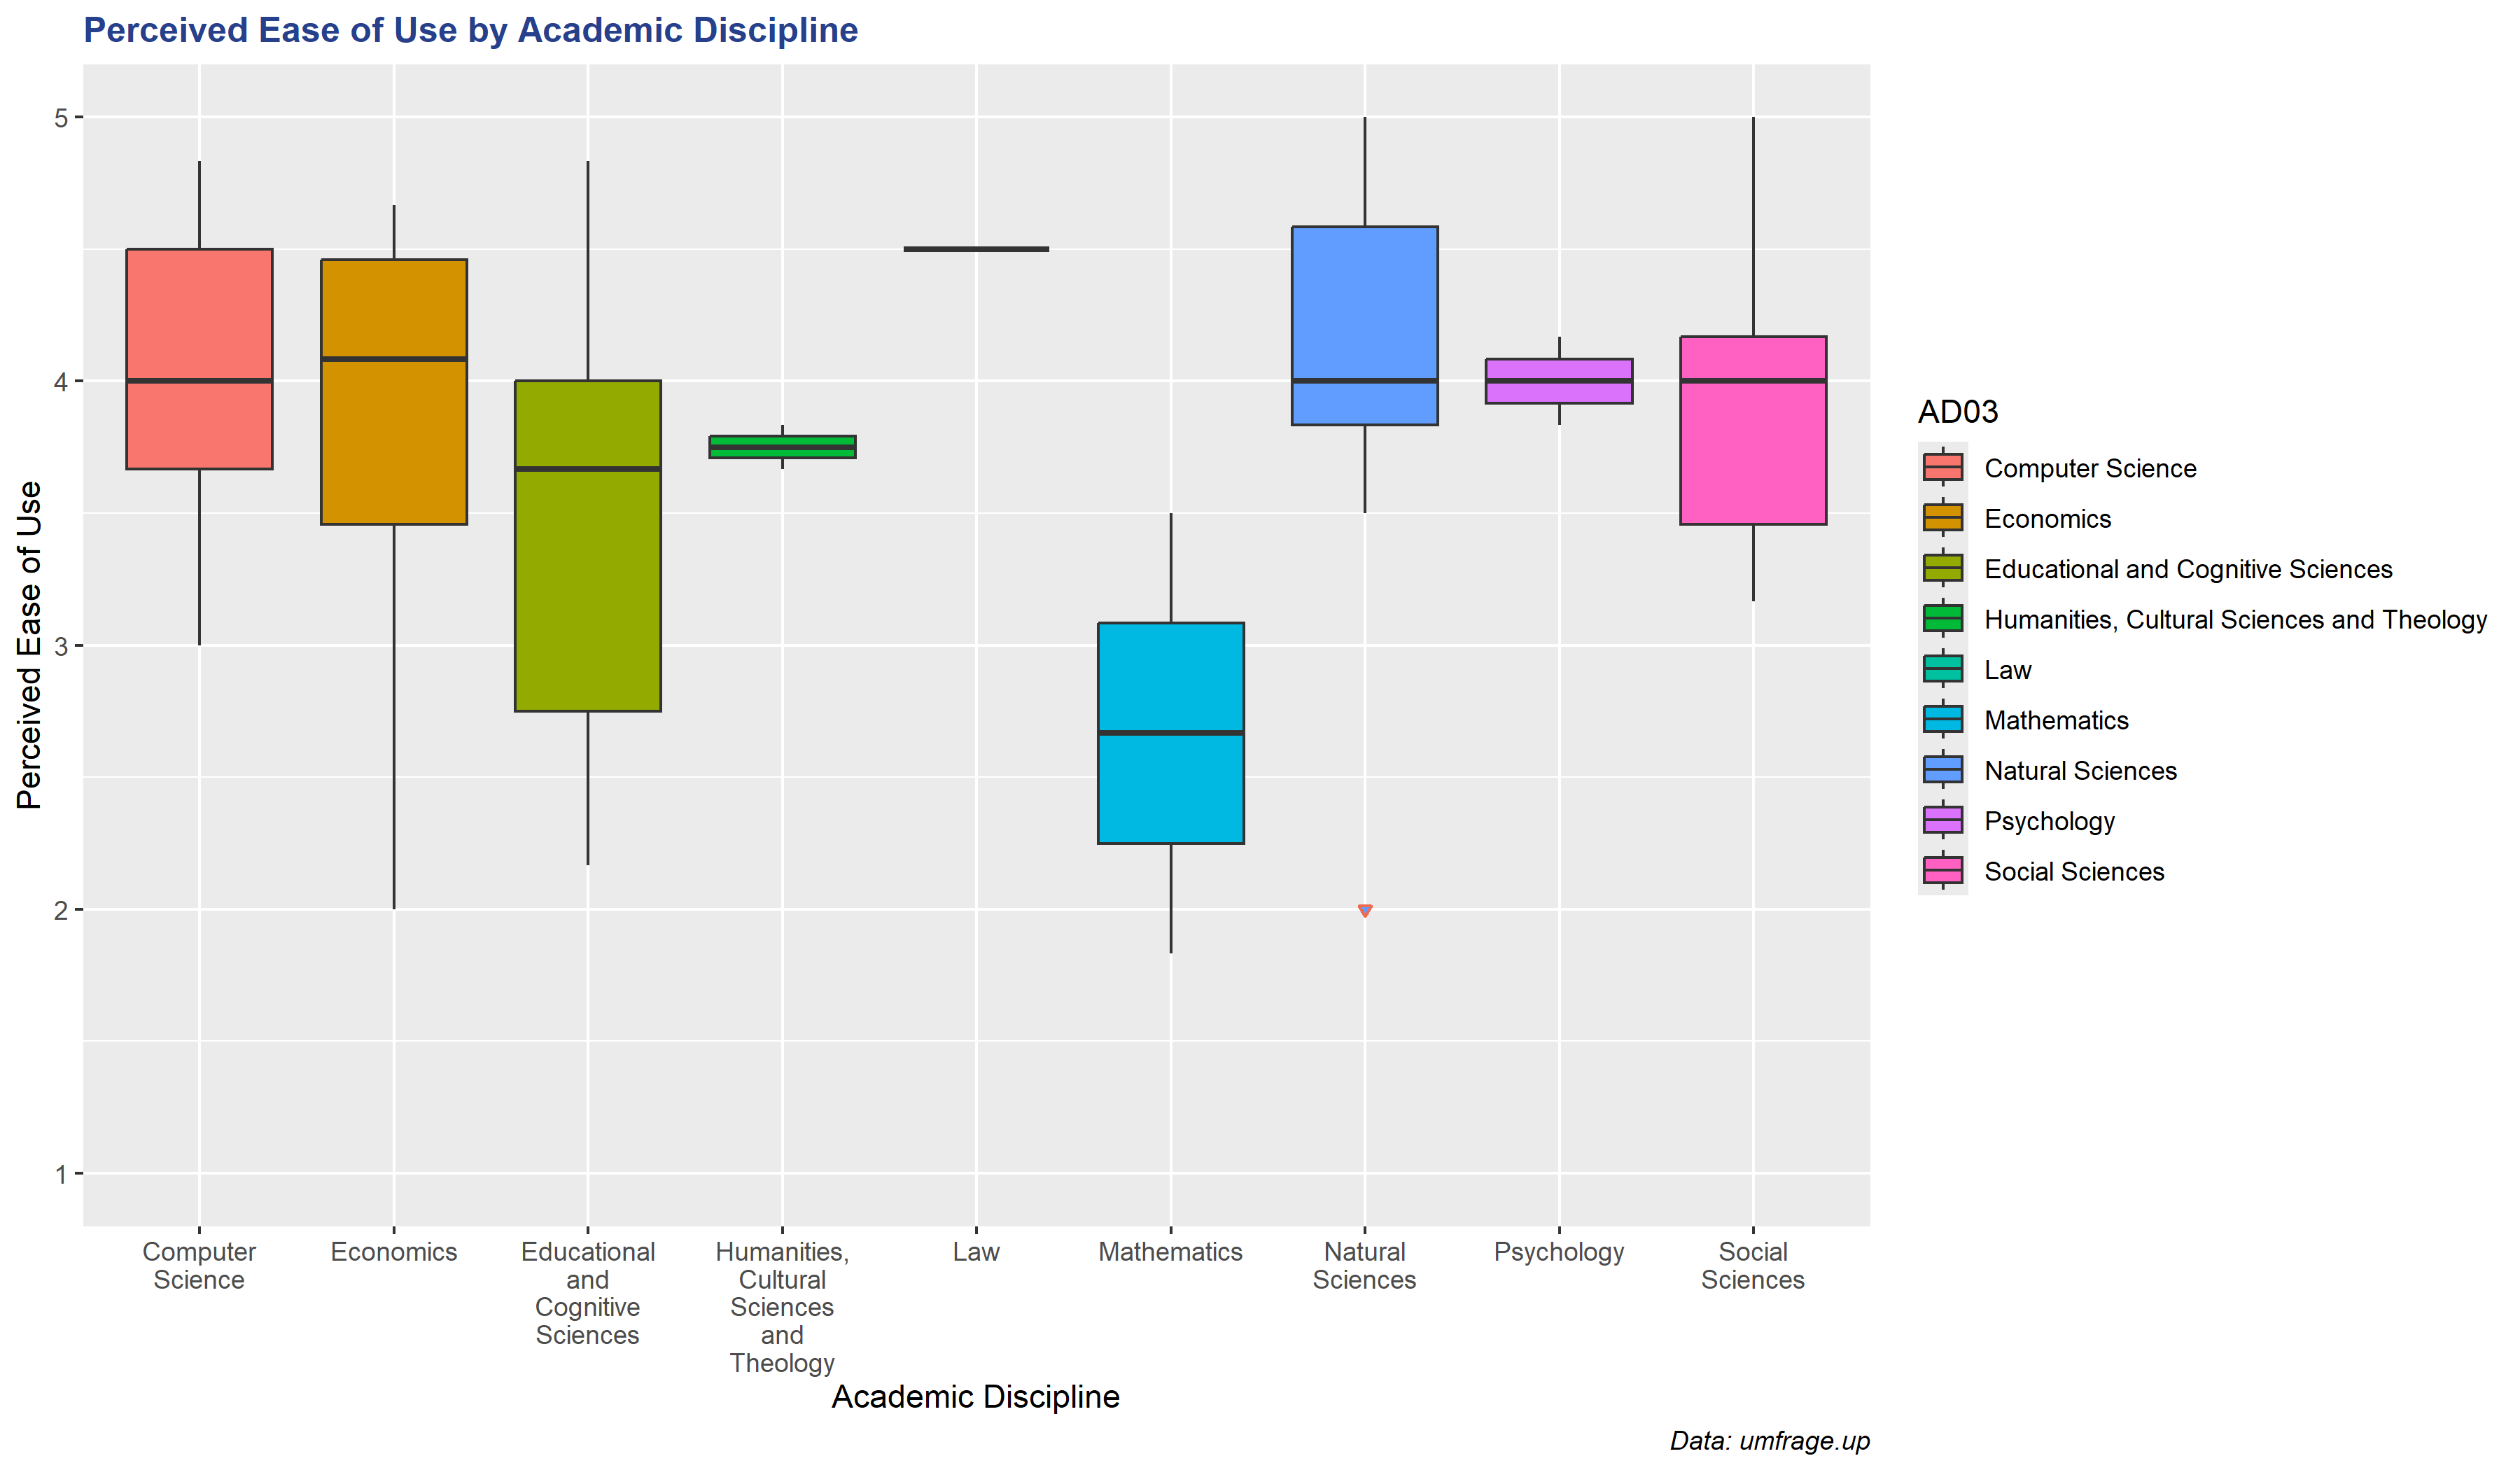 Perceived Ease of Use by Academic Discipline
Perceived Ease of Use
5
4
3
2
1
Computer
Science
Economics
Educational
and
Cognitive
Sciences
Humanities,
Cultural
Sciences
and
Theology
Law
Mathematics
Natural
Sciences
Psychology
Social
Sciences
Academic Discipline
AD03
Computer Science
Economics
Educational and Cognitive Sciences
Humanities, Cultural Sciences and Theology
Law
Mathematics
Natural Sciences
Psychology
Social Sciences
Data: umfrage.up